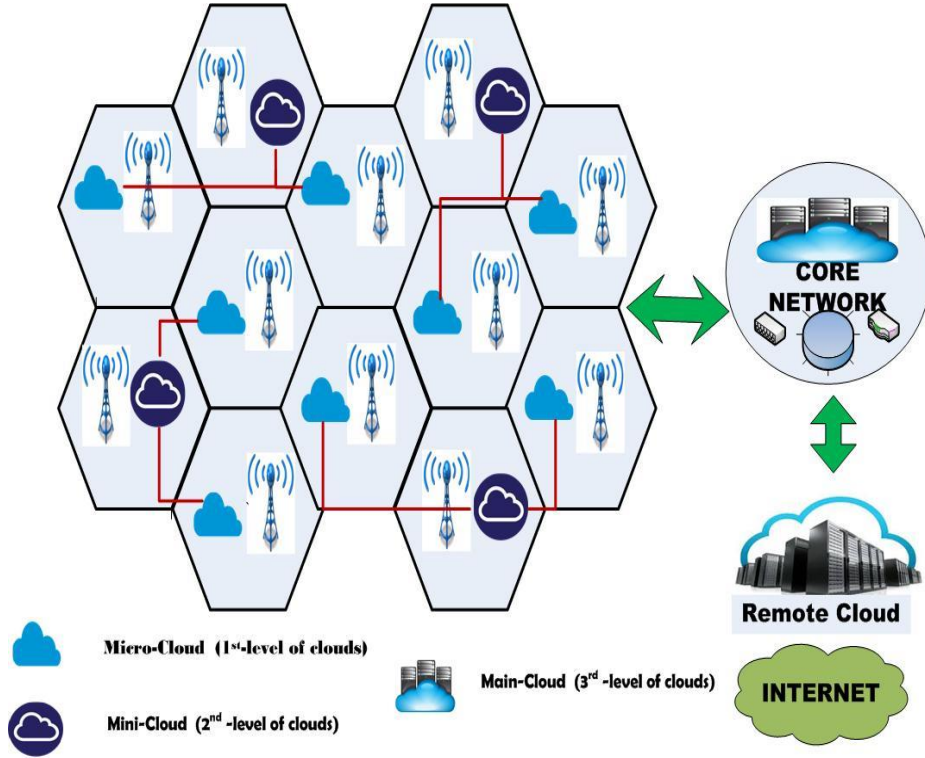 CORE
NETWORK
Remote Cloud
Micro-Cloud (1st-level of clouds)
Main-Cloud (3rd -level of clouds)
Mini-Cloud (2nd -level of clouds)
INTERNET